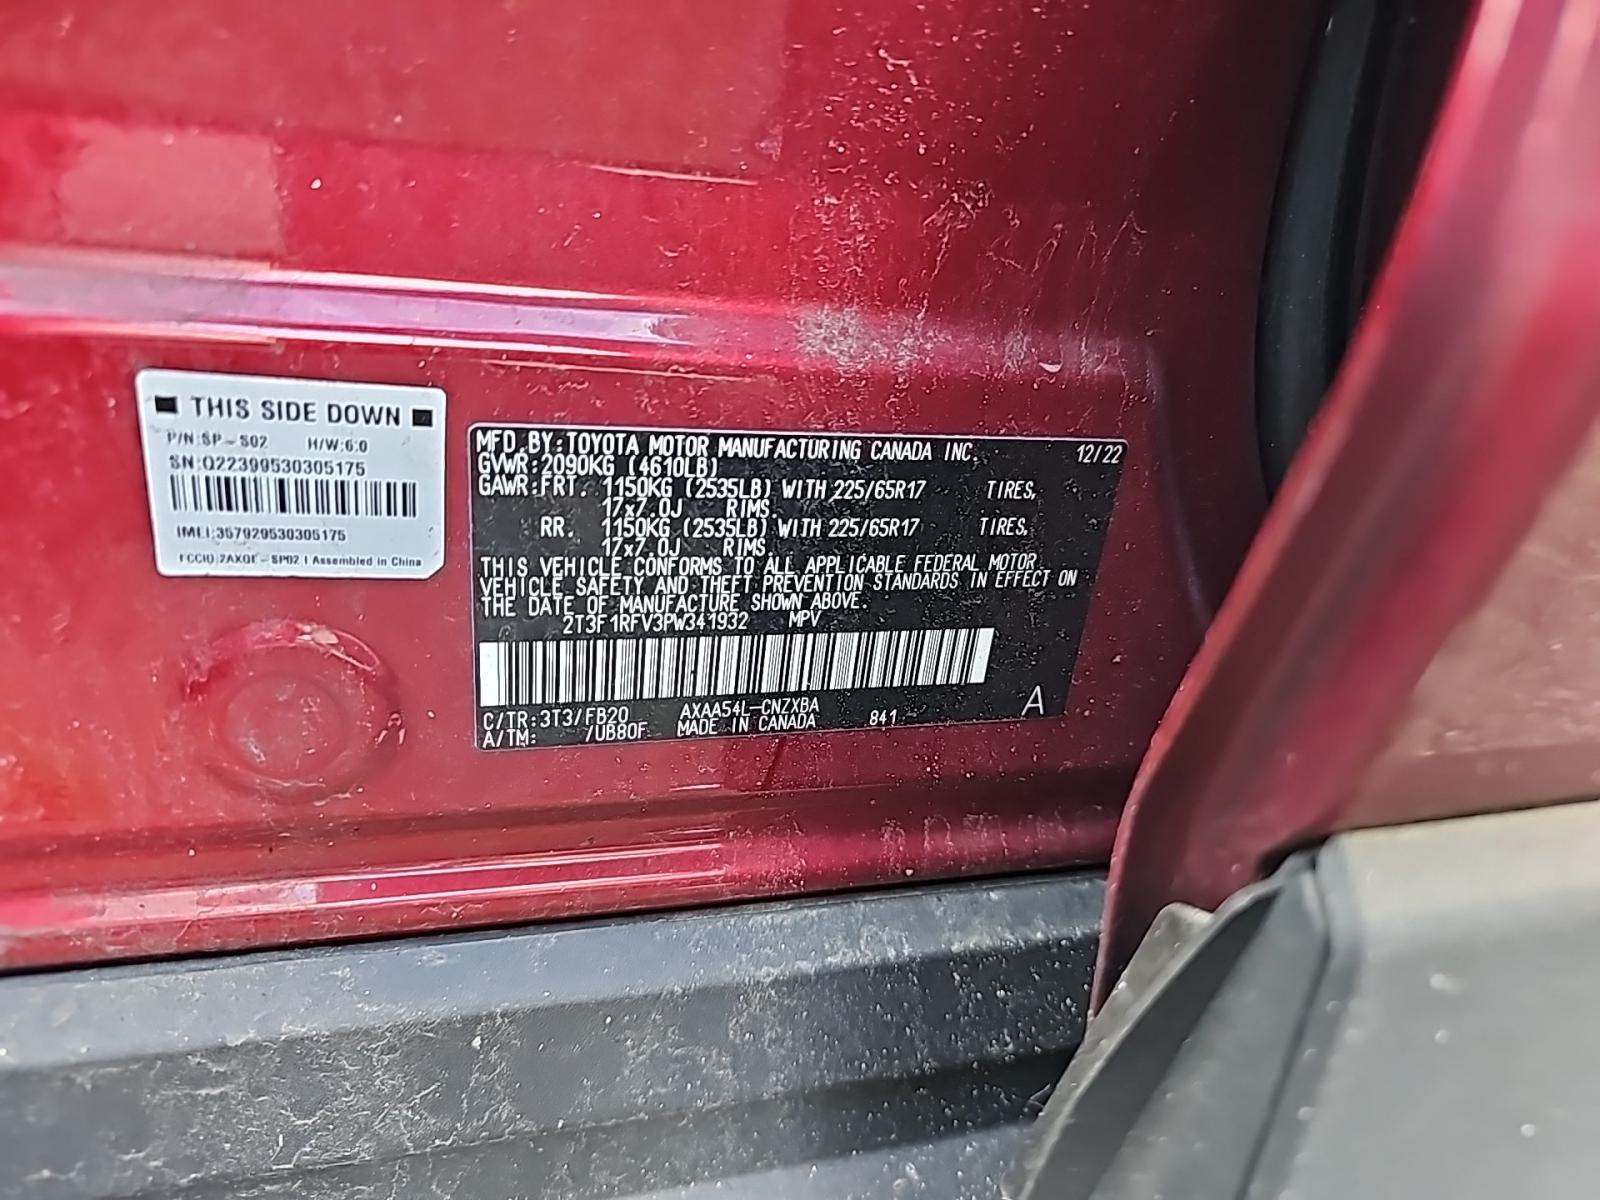 THIS SIDE DOWN
P/N:SP-S02 H/W:6.0
SN:Q22399530305175
IMEI:357929530305175
FCCID:2AXQF-SP02 | Assembled in China
MFD.BY:TOYOTA MOTOR MANUFACTURING CANADA INC. 12/22
GVWR:2090KG (4610LB)
GAWR:FRT. 1150KG (2535LB) WITH 225/65R17 TIRES,
17x7.0J RIMS.
RR. 1150KG (2535LB) WITH 225/65R17 TIRES,
17x7.0J RIMS.
THIS VEHICLE CONFORMS TO ALL APPLICABLE FEDERAL MOTOR
VEHICLE SAFETY AND THEFT PREVENTION STANDARDS IN EFFECT ON
THE DATE OF MANUFACTURE SHOWN ABOVE.
2T3F1RFV3PW341932 MPV
C/TR:3T3/FB20 AXAA54L-CNZXBA
A/TM: /UB80F MADE IN CANADA 841
A